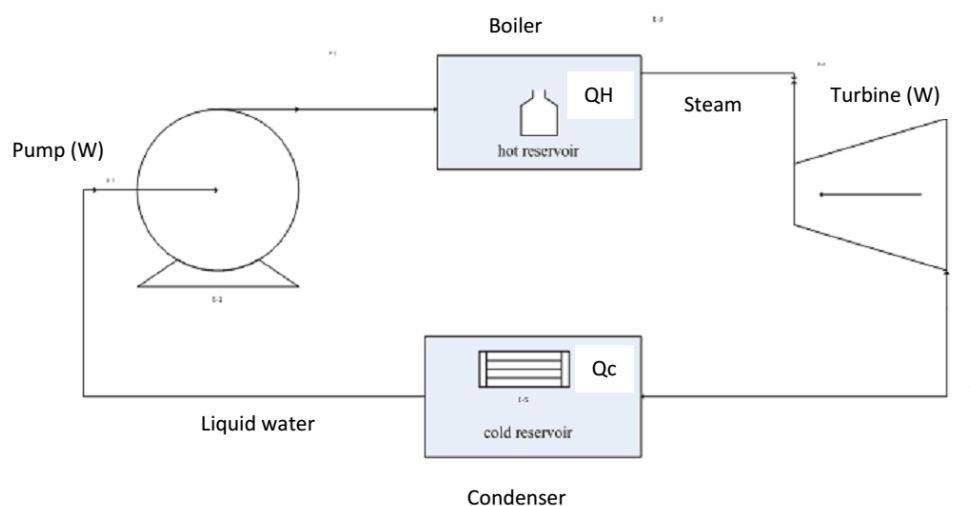 Boiler
QH
Steam
Turbine (W)
Pump (W)
hot reservoir
Qc
cold reservoir
Liquid water
Condenser